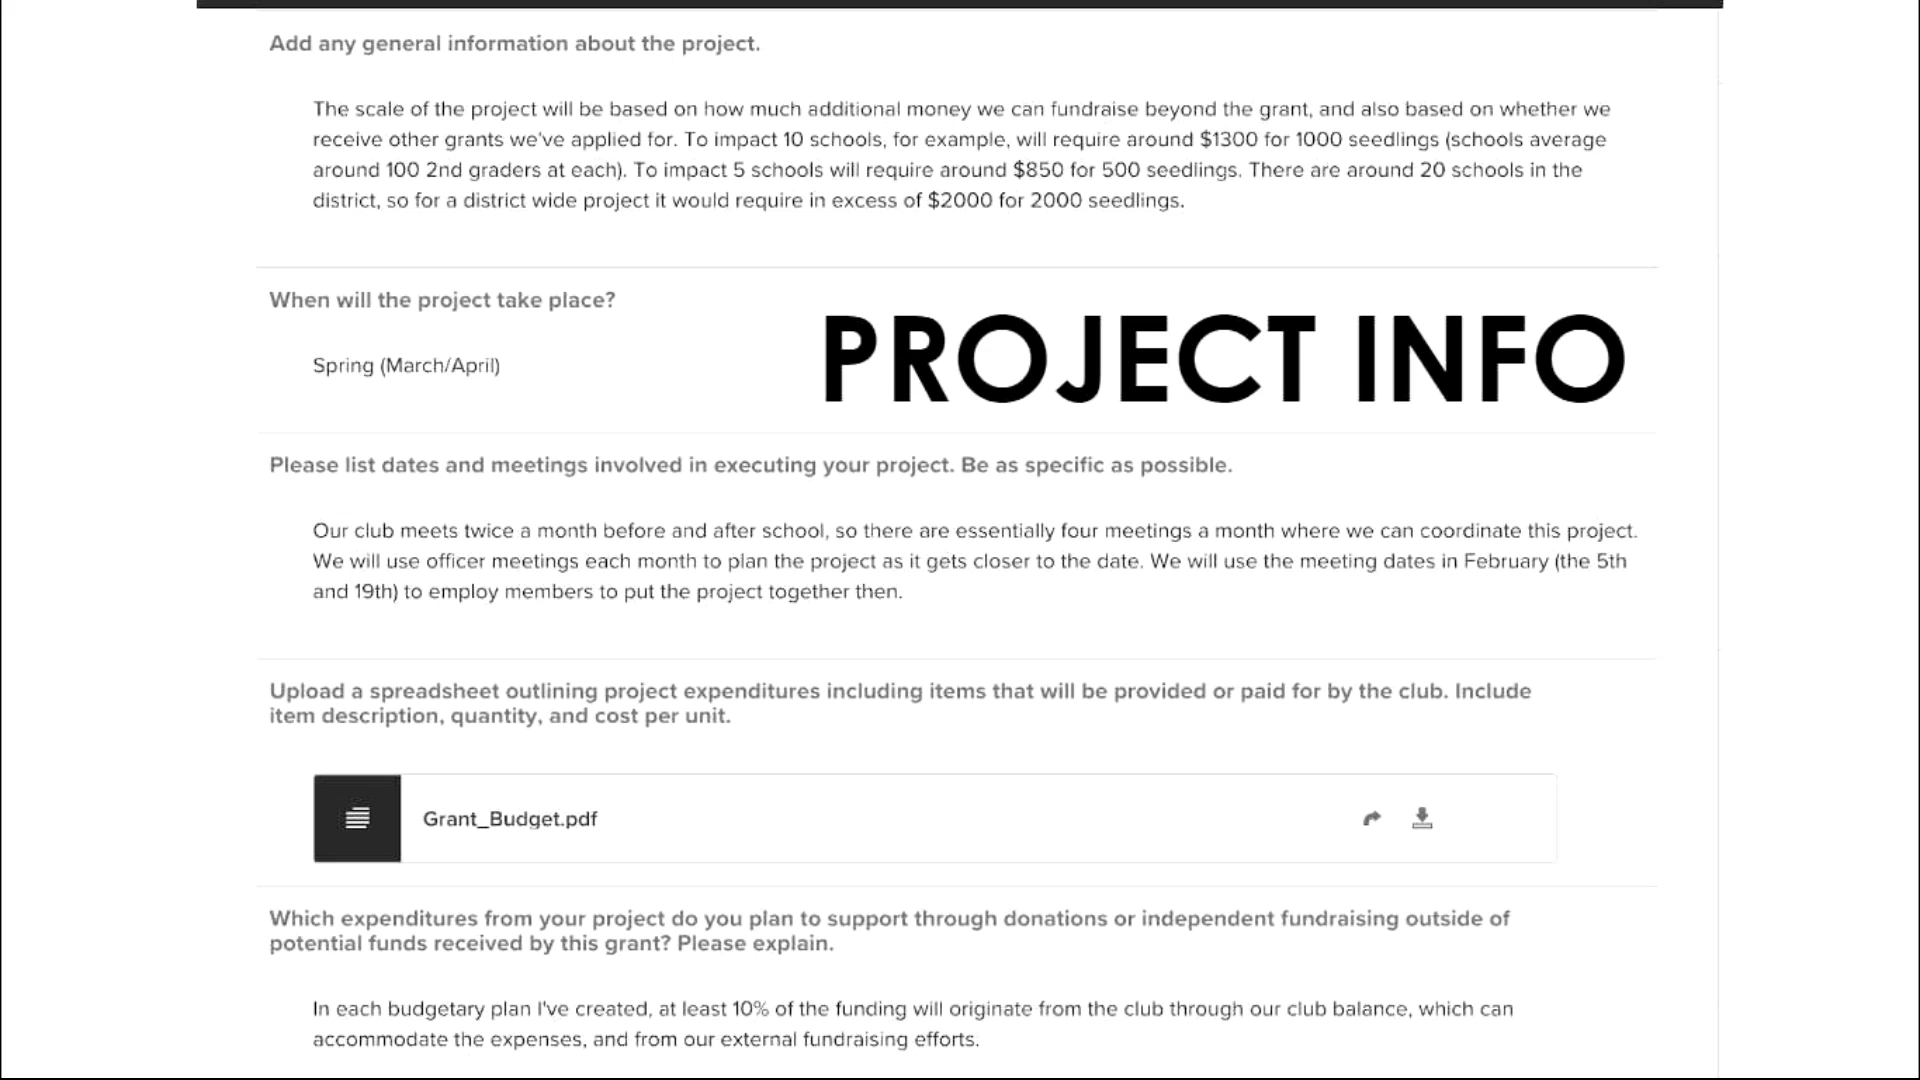 Add any general information about the project.
The scale of the project will be based on how much additional money we can fundraise beyond the grant, and also based on whether we
receive other grants we've applied for. To impact 10 schools, for example, will require around $1300 for 1000 seedlings (schools average
around 100 2nd graders at each). To impact 5 schools will require around $850 for 500 seedlings. There are around 20 schools in the
district, so for a district wide project it would require in excess of $2000 for 2000 seedlings.
When will the project take place?
PROJECT INFO
Spring (March/April)
Please list dates and meetings involved in executing your project. Be as specific as possible.
Our club meets twice a month before and after school, so there are essentially four meetings a month where we can coordinate this project.
We will use officer meetings each month to plan the project as it gets closer to the date. We will use the meeting dates in February (the 5th
and 19th) to employ members to put the project together then.
Upload a spreadsheet outlining project expenditures including items that will be provided or paid for by the club. Include
item description, quantity, and cost per unit.
Grant_Budget.pdf
Which expenditures from your project do you plan to support through donations or independent fundraising outside of
potential funds received by this grant? Please explain.
In each budgetary plan I've created, at least 10% of the funding will originate from the club through our club balance, which can
accommodate the expenses, and from our external fundraising efforts.